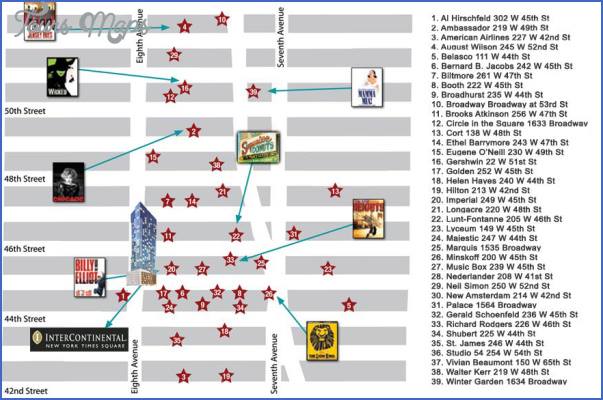 Texas Maps
JERSEY BOYS
Eighth Avenue
Seventh Avenue
WICKED
MAMMA MIA!
50th Street
CHICAGO
48th Street
46th Street
BILLY ELLIOT
INTERCONTINENTAL
NEW YORK TIMES SQUARE
44th Street
THE LION KING
Eighth Avenue
Seventh Avenue
42nd Street
4
10
29
12
16
39
2
15
38
7
14
21
13
11
22
31
33
20
27
25
23
1
17
6
8
32
5
26
24
9
34
35
18
3
19
1. Al Hirschfeld 302 W 45th St
2. Ambassador 219 W 49th St
3. American Airlines 227 W 42nd St
4. August Wilson 245 W 52nd St
5. Belasco 111 W 44th St
6. Bernard B. Jacobs 242 W 45th St
7. Biltmore 261 W 47th St
8. Booth 222 W 45th St
9. Broadhurst 235 W 44th St
10. Broadway Broadway at 53rd St
11. Brooks Atkinson 256 W 47th St
12. Circle in the Square 1633 Broadway
13. Cort 138 W 48th St
14. Ethel Barrymore 243 W 47th St
15. Eugene O'Neill 230 W 49th St
16. Gershwin 22 W 51st St
17. Golden 252 W 45th St
18. Helen Haves 240 W 44th St
19. Hilton 213 W 42nd St
20. Imperial 249 W 45th St
21. Longacre 220 W 48th St
22. Lunt-Fontanne 205 W 46th St
23. Lyceum 149 W 45th St
24. Majestic 247 W 44th St
25. Marquis 1535 Broadway
26. Minskoff 200 W 45th St
27. Music Box 239 W 45th St
28. Nederlander 208 W 41st St
29. Neil Simon 250 W 52nd St
30. New Amsterdam 214 W 42nd St
31. Palace 1564 Broadway
32. Gerald Schoenfeld 236 W 45th St
33. Richard Rodgers 226 W 46th St
34. Shubert 225 W 44th St
35. St. James 246 W 44th St
36. Studio 54 254 W 54th St
37. Vivian Beaumont 150 W 65th St
38. Walter Kerr 219 W 48th St
39. Winter Garden 1634 Broadway